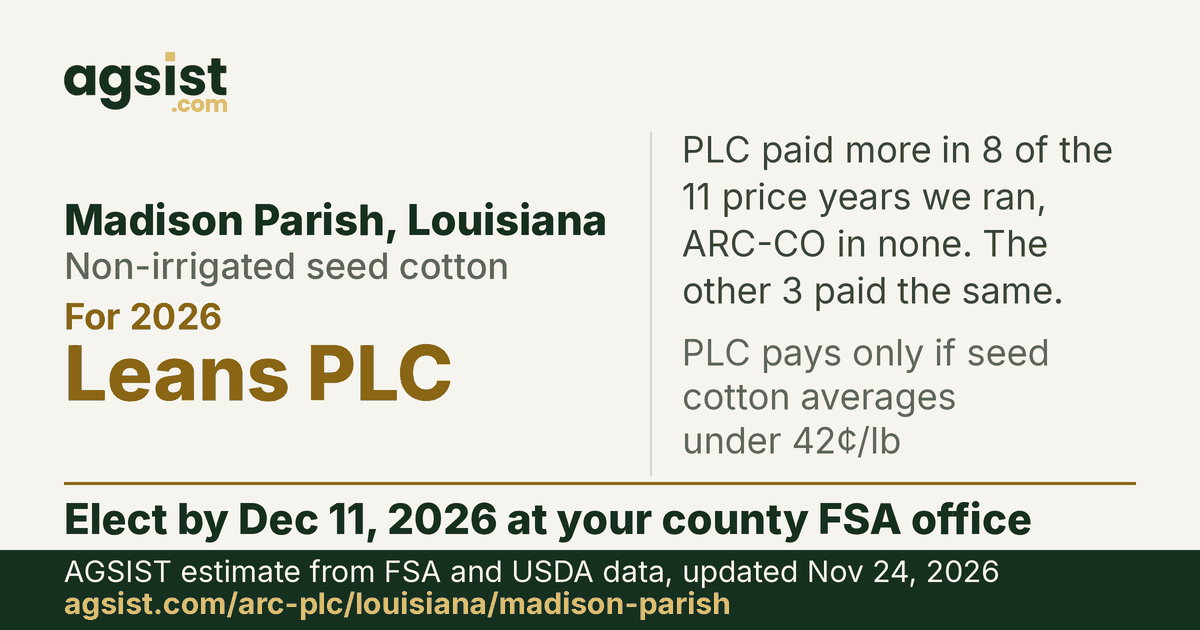 agsist
.com
Madison Parish, Louisiana
Non-irrigated seed cotton
For 2026
Leans PLC
PLC paid more in 8 of the
11 price years we ran,
ARC-CO in none. The
other 3 paid the same.
PLC pays only if seed
cotton averages
under 42¢/lb
Elect by Dec 11, 2026 at your county FSA office
AGSIST estimate from FSA and USDA data, updated Nov 24, 2026
agsist.com/arc-plc/louisiana/madison-parish